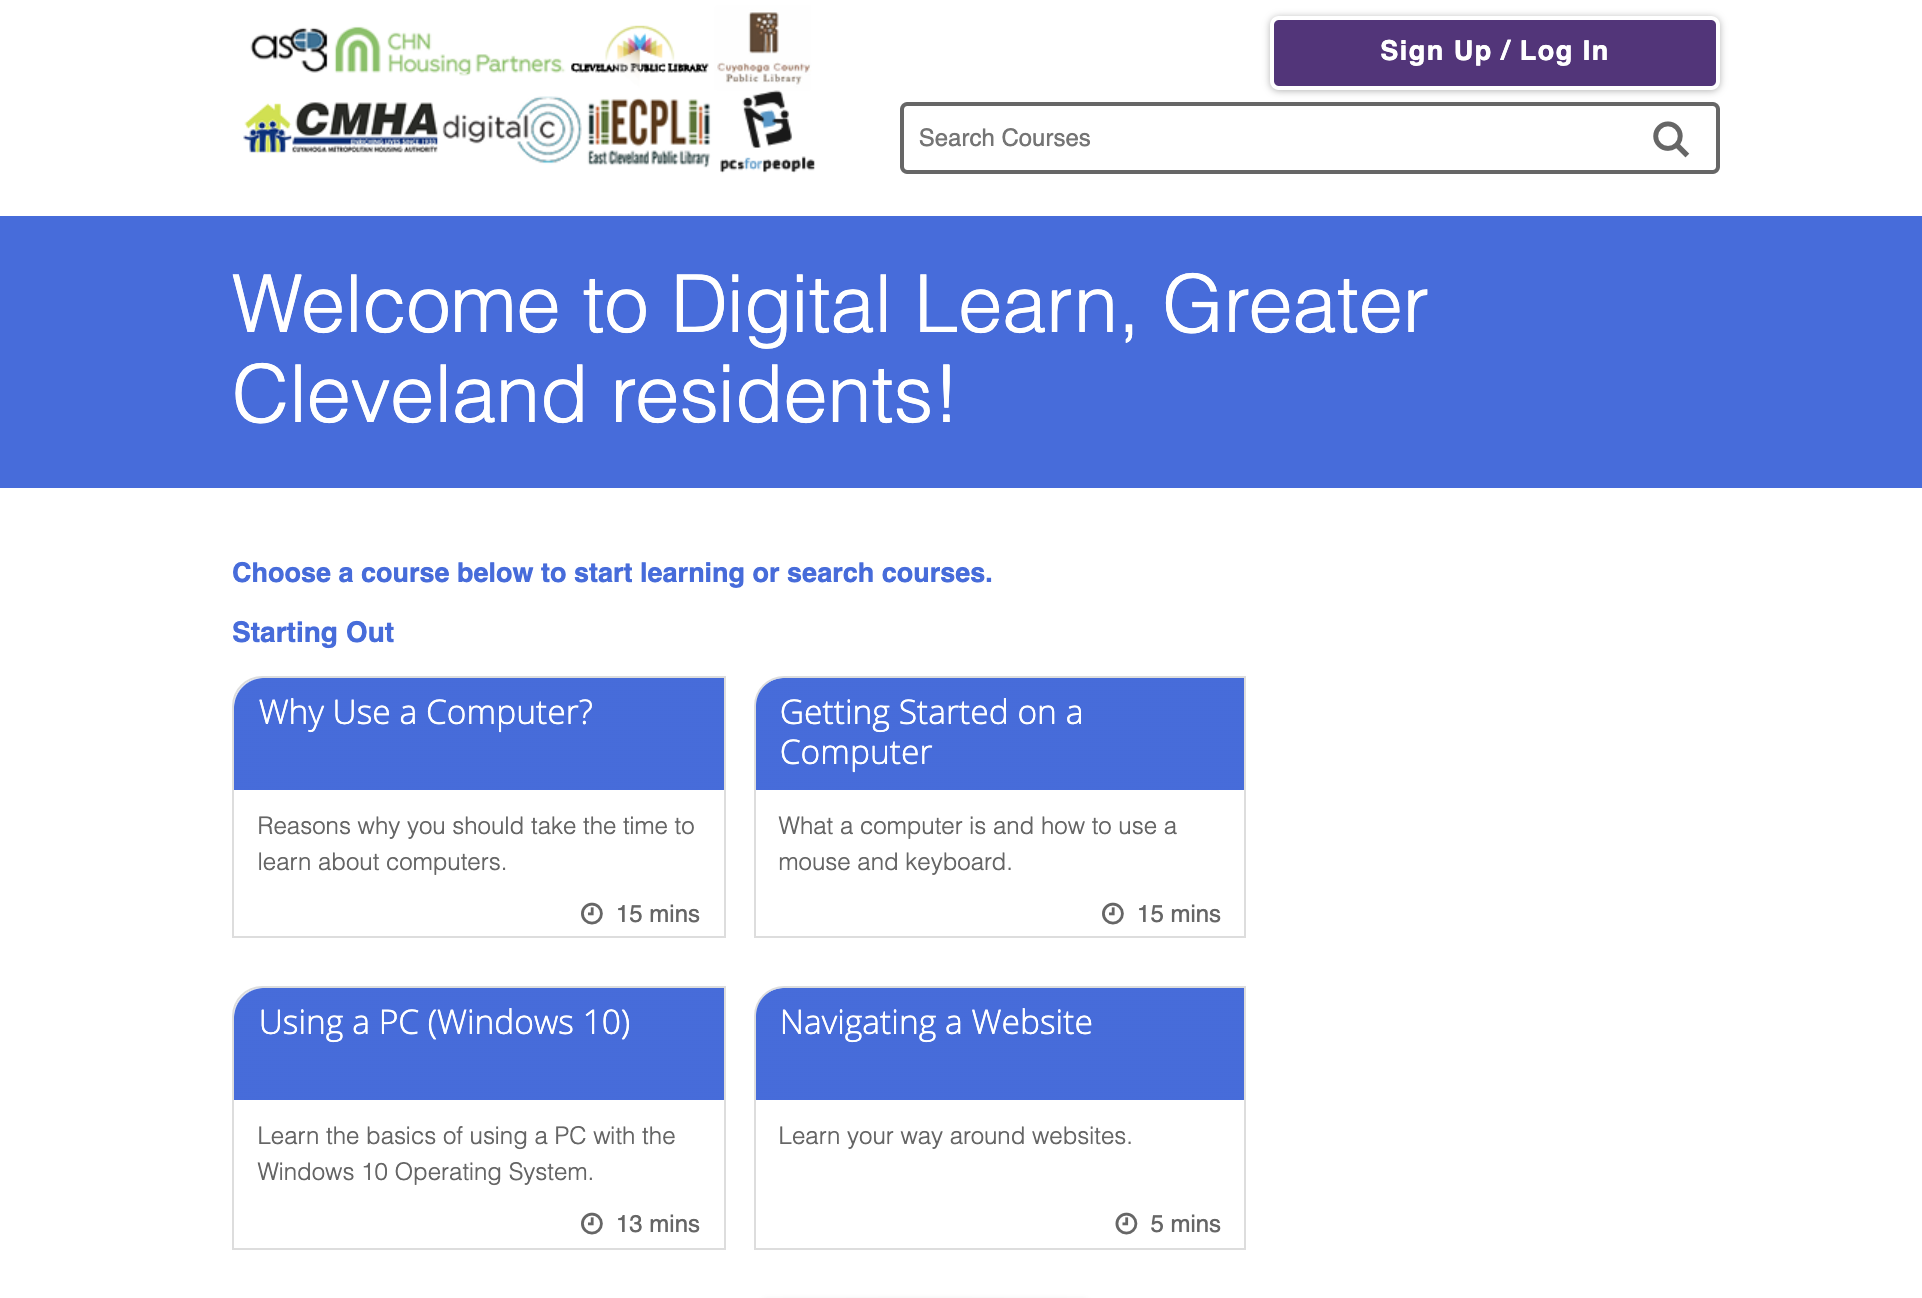 asc3
CHN
Housing Partners
CLEVELAND PUBLIC LIBRARY
Cuyahoga County
Public Library
Sign Up / Log In
CMHA
ENRICHING LIVES SINCE 1933
CUYAHOGA METROPOLITAN HOUSING AUTHORITY
digital c
ECPL
East Cleveland Public Library
pcsforpeople
Search Courses
Welcome to Digital Learn, Greater
Cleveland residents!
Choose a course below to start learning or search courses.
Starting Out
Why Use a Computer?
Reasons why you should take the time to
learn about computers.
15 mins
Getting Started on a
Computer
What a computer is and how to use a
mouse and keyboard.
15 mins
Using a PC (Windows 10)
Learn the basics of using a PC with the
Windows 10 Operating System.
13 mins
Navigating a Website
Learn your way around websites.
5 mins